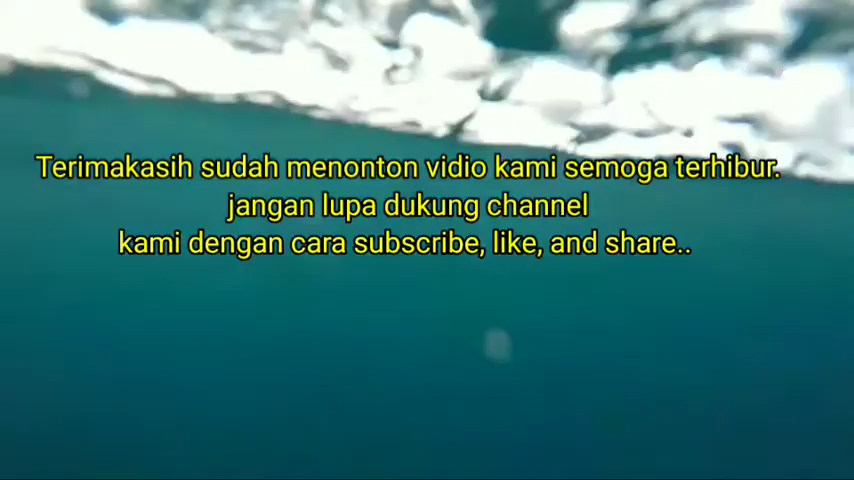 Terimakasih sudah menonton vidio kami semoga terhibur.
jangan lupa dukung channel
kami dengan cara subscribe, like, and share..